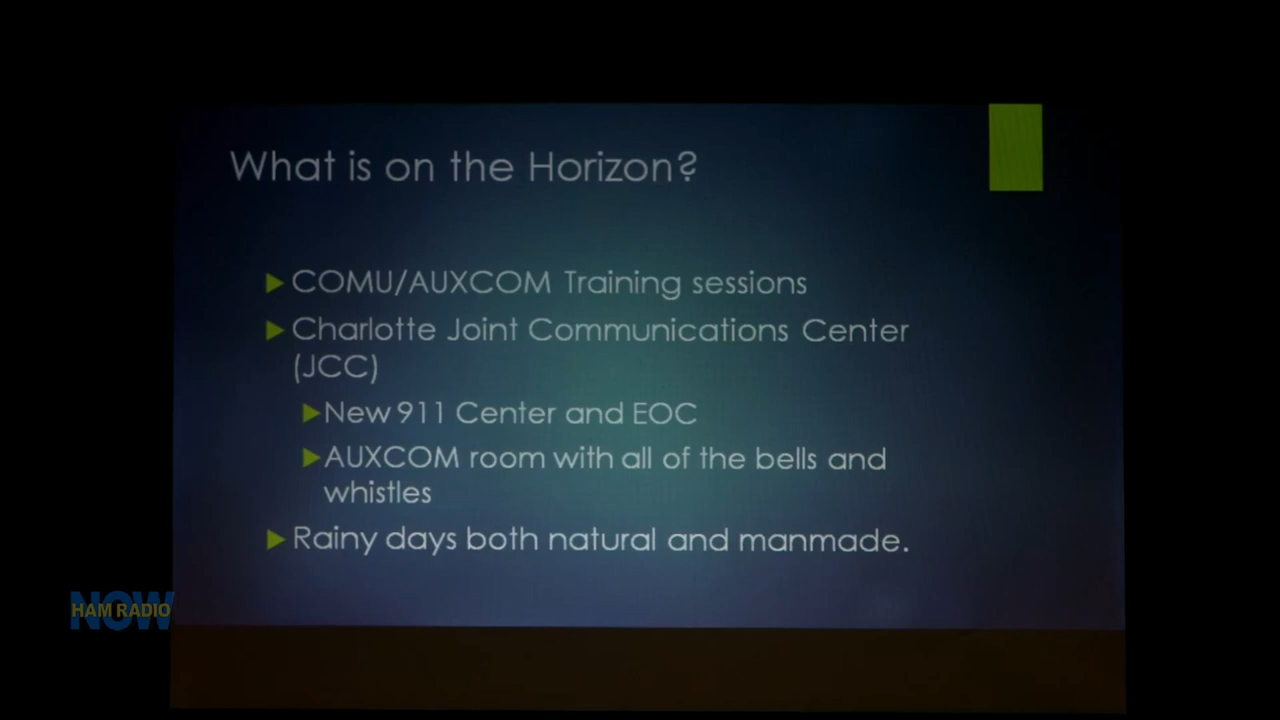 What is on the Horizon?
COMU/AUXCOM Training sessions
Charlotte Joint Communications Center
(JCC)
New 911 Center and EOC
AUXCOM room with all of the bells and
whistles
Rainy days both natural and manmade.
HAM RADIO
NOW